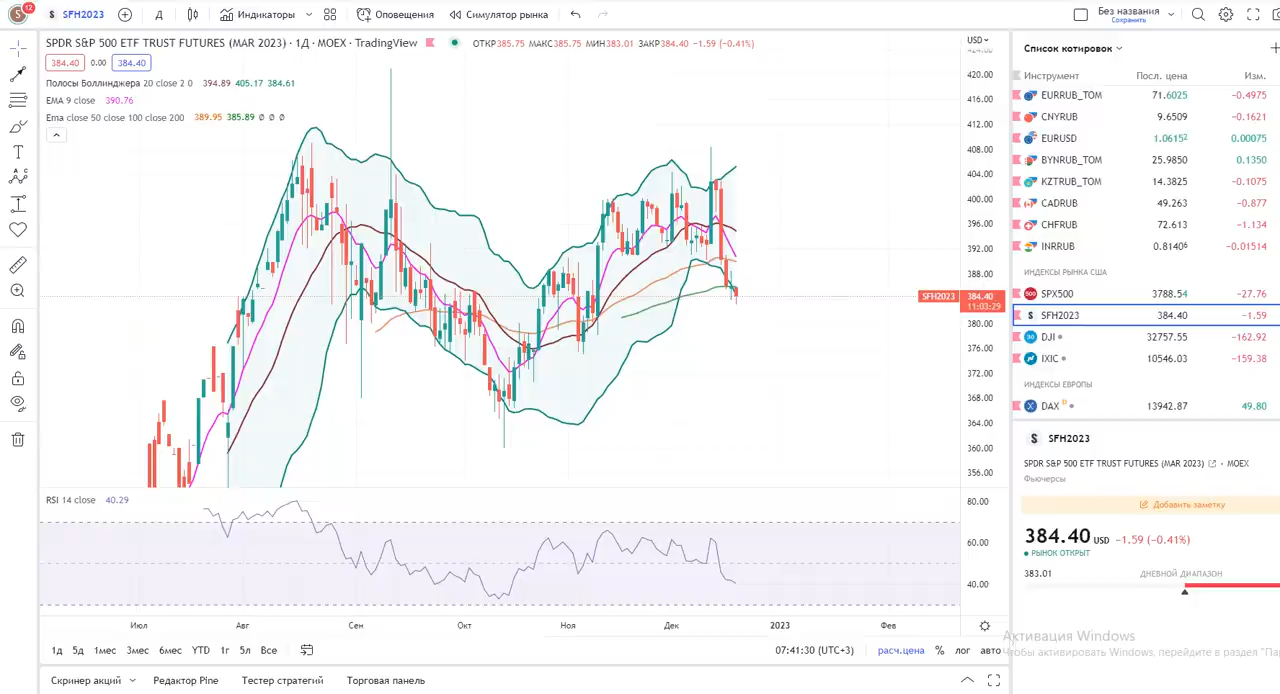 S 12 S SFH2023 Д Индикаторы Оповещения Симулятор рынка Без названия
Сохранить
SPDR S&P 500 ETF TRUST FUTURES (MAR 2023) · 1Д · MOEX · TradingView ОТКР385.75 МАКС385.75 МИН383.01 ЗАКР384.40 −1.59 (−0.41%)
384.40 0.00 384.40
Полосы Боллинджера 20 close 2 0 394.89 405.17 384.61
EMA 9 close 390.76
Ema close 50 close 100 close 200 389.95 385.89 ∅ ∅ ∅
USD
424.00
420.00
416.00
412.00
408.00
404.00
400.00
396.00
392.00
388.00
SFH2023 384.40
11:03:29
380.00
376.00
372.00
368.00
364.00
360.00
356.00
RSI 14 close 40.29
80.00
60.00
40.00
Июл Авг Сен Окт Ноя Дек 2023 Фев
1д 5д 1мес 3мес 6мес YTD 1г 5л Все 07:41:30 (UTC+3) расч.цена % лог авто
Скринер акций Редактор Pine Тестер стратегий Торговая панель
Список котировок
Инструмент Посл. цена Изм.
EURRUB_TOM 71.6025 −0.4975
CNYRUB 9.6509 −0.1621
EURUSD 1.06152 0.00075
BYNRUB_TOM 25.9850 0.1350
KZTRUB_TOM 14.3825 −0.1075
CADRUB 49.263 −0.877
CHFRUB 72.613 −1.134
INRRUB 0.81406 −0.01514
ИНДЕКСЫ РЫНКА США
500 SPX500 3788.54 −27.76
S SFH2023 384.40 −1.59
30 DJI 32757.55 −162.92
IXIC 10546.03 −159.38
ИНДЕКСЫ ЕВРОПЫ
DAX D 13942.87 49.80
S SFH2023
SPDR S&P 500 ETF TRUST FUTURES (MAR 2023) · MOEX
Фьючерсы
Добавить заметку
384.40 USD −1.59 (−0.41%)
РЫНОК ОТКРЫТ
383.01 ДНЕВНОЙ ДИАПАЗОН
Активация Windows
Чтобы активировать Windows, перейдите в раздел "Па